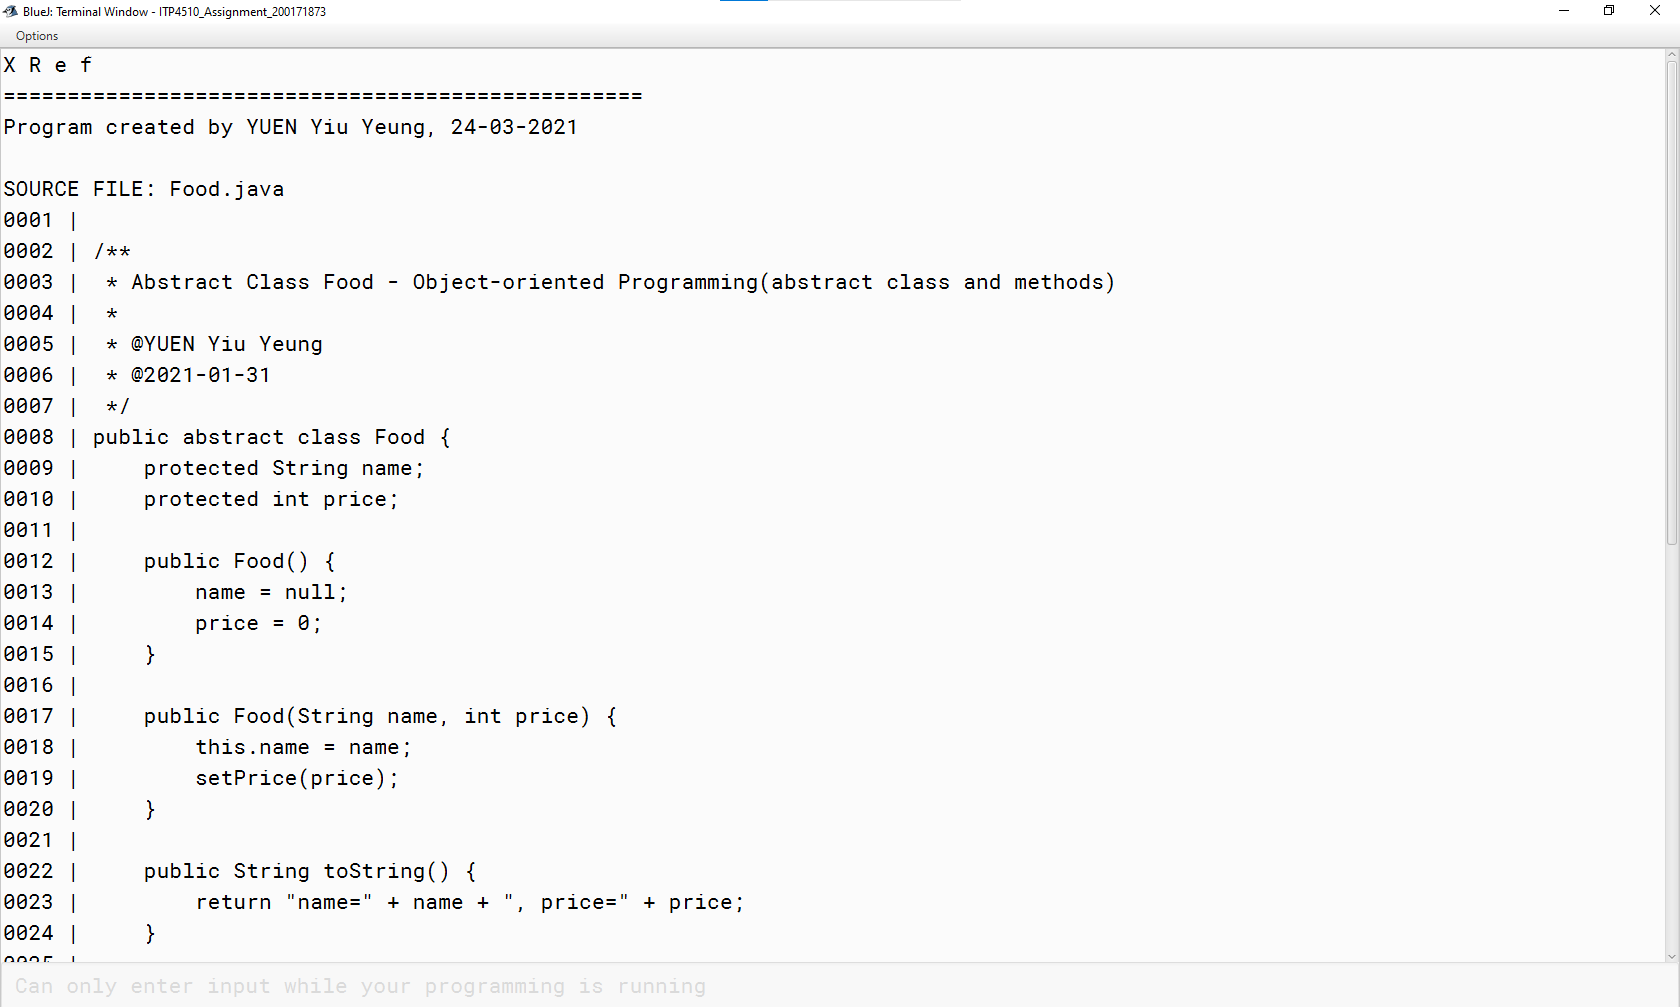 BlueJ: Terminal Window - ITP4510_Assignment_200171873
Options
X R e f
==================================================
Program created by YUEN Yiu Yeung, 24-03-2021
SOURCE FILE: Food.java
0001 |
0002 | /**
0003 |  * Abstract Class Food - Object-oriented Programming(abstract class and methods)
0004 |  *
0005 |  * @YUEN Yiu Yeung
0006 |  * @2021-01-31
0007 |  */
0008 | public abstract class Food {
0009 |     protected String name;
0010 |     protected int price;
0011 |
0012 |     public Food() {
0013 |         name = null;
0014 |         price = 0;
0015 |     }
0016 |
0017 |     public Food(String name, int price) {
0018 |         this.name = name;
0019 |         setPrice(price);
0020 |     }
0021 |
0022 |     public String toString() {
0023 |         return "name=" + name + ", price=" + price;
0024 |     }
0025 |
Can only enter input while your programming is running